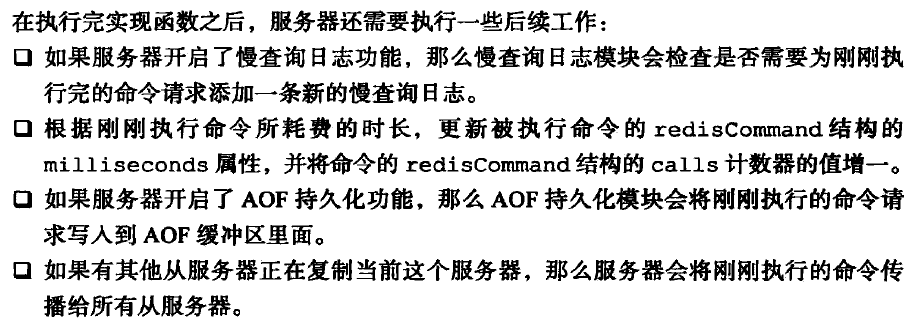 在执行完实现函数之后，服务器还需要执行一些后续工作：
❏ 如果服务器开启了慢查询日志功能，那么慢查询日志模块会检查是否需要为刚刚执
行完的命令请求添加一条新的慢查询日志。
❏ 根据刚刚执行命令所耗费的时长，更新被执行命令的 redisCommand 结构的
milliseconds 属性，并将命令的 redisCommand 结构的 calls 计数器的值增一。
❏ 如果服务器开启了 AOF 持久化功能，那么 AOF 持久化模块会将刚刚执行的命令请
求写入到 AOF 缓冲区里面。
❏ 如果有其他从服务器正在复制当前这个服务器，那么服务器会将刚刚执行的命令传
播给所有从服务器。